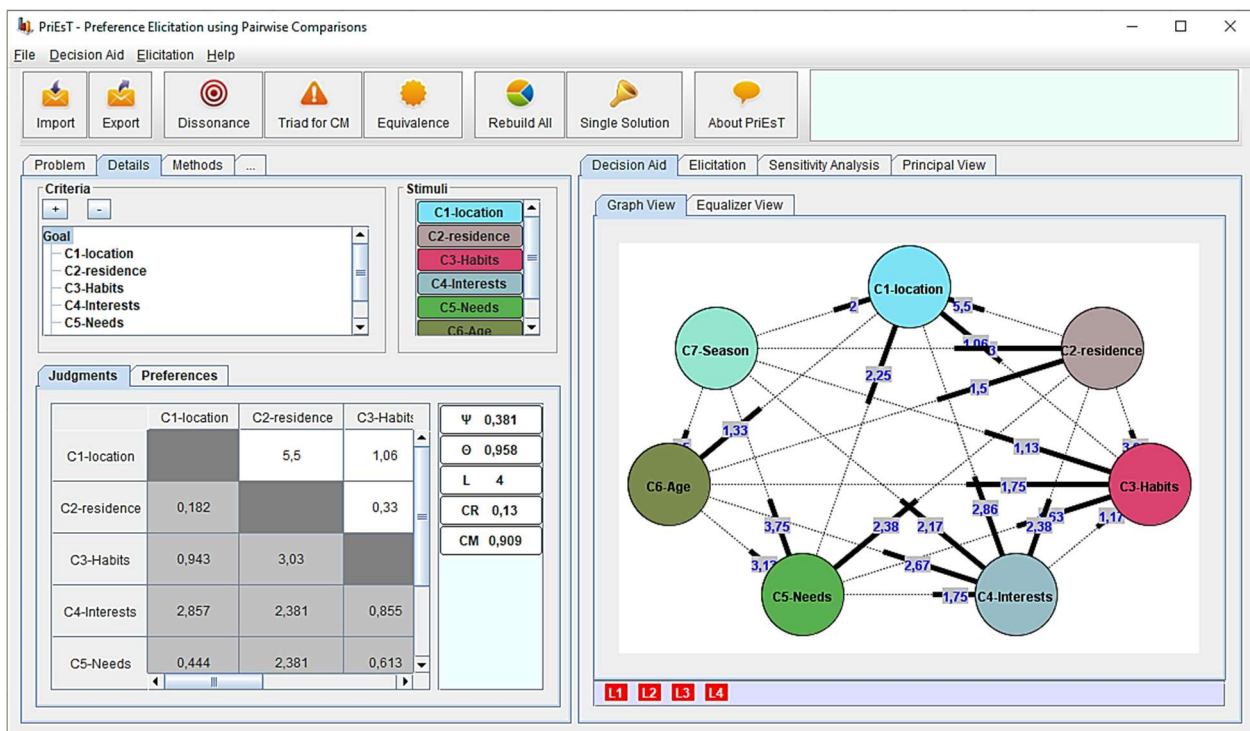 PriEsT - Preference Elicitation using Pairwise Comparisons
File Decision Aid Elicitation Help
Import Export Dissonance Triad for CM Equivalence Rebuild All Single Solution About PriEsT
Problem Details Methods ...
Decision Aid Elicitation Sensitivity Analysis Principal View
Criteria
+ -
Goal
C1-location
C2-residence
C3-Habits
C4-Interests
C5-Needs
Stimuli
C1-location
C2-residence
C3-Habits
C4-Interests
C5-Needs
C6-Age
Judgments Preferences
C1-location C2-residence C3-Habits
C1-location 5,5 1,06
C2-residence 0,182 0,33
C3-Habits 0,943 3,03
C4-Interests 2,857 2,381 0,855
C5-Needs 0,444 2,381 0,613
Ψ 0,381
Θ 0,958
L 4
CR 0,13
CM 0,909
Graph View Equalizer View
C1-location
2 5,5
C7-Season 1,06 C2-residence
2,25 1,5
1,33
1,13
C6-Age 1,75 C3-Habits
3,75 2,38 2,17 2,86 2,38 1,17
2,67
C5-Needs 1,75 C4-Interests
L1 L2 L3 L4